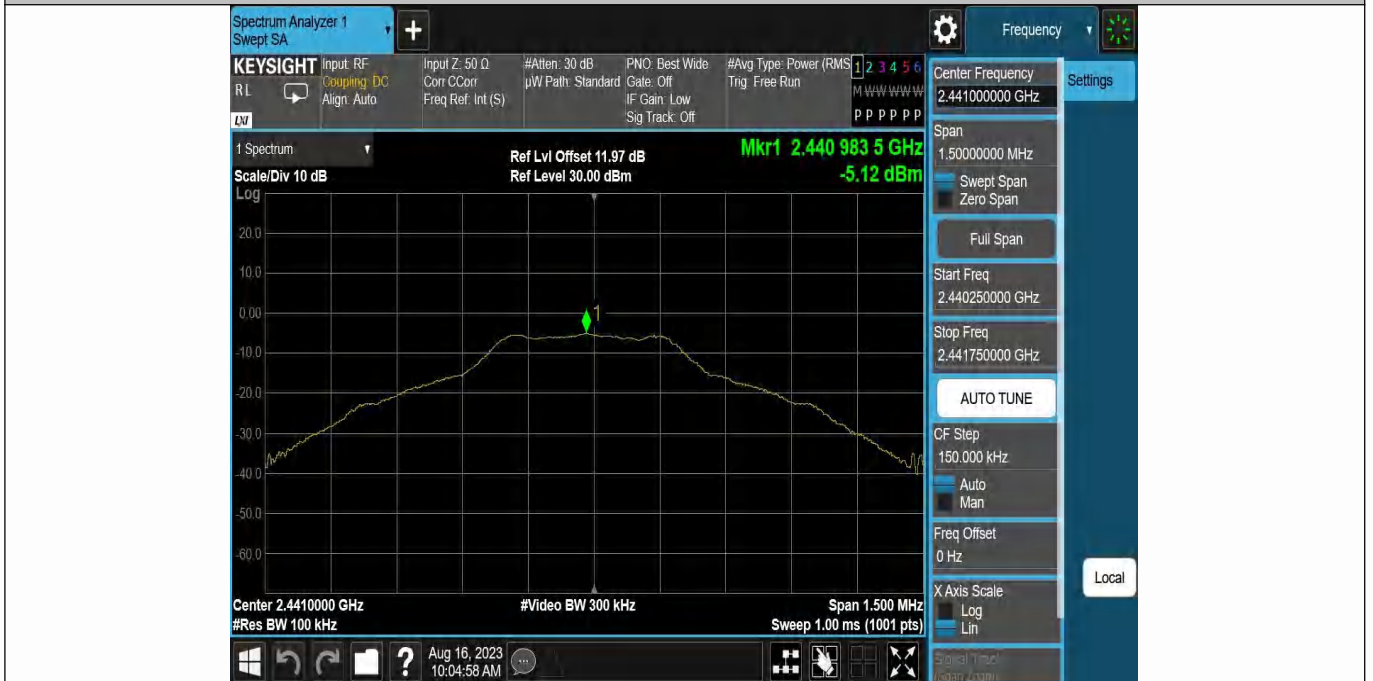 Spectrum Analyzer 1
Swept SA
+
Frequency
KEYSIGHT
RL
LXI
Input: RF
Coupling: DC
Align: Auto
Input Z: 50 Ω
Corr CCorr
Freq Ref: Int (S)
#Atten: 30 dB
µW Path: Standard
PNO: Best Wide
Gate: Off
IF Gain: Low
Sig Track: Off
#Avg Type: Power (RMS
Trig: Free Run
1 2 3 4 5 6
M W W W W W
P P P P P P
1 Spectrum
Scale/Div 10 dB
Ref Lvl Offset 11.97 dB
Ref Level 30.00 dBm
Mkr1 2.440 983 5 GHz
-5.12 dBm
Log
20.0
10.0
0.00
-10.0
-20.0
-30.0
-40.0
-50.0
-60.0
1
Center 2.4410000 GHz
#Res BW 100 kHz
#Video BW 300 kHz
Span 1.500 MHz
Sweep 1.00 ms (1001 pts)
Center Frequency
2.441000000 GHz
Settings
Span
1.50000000 MHz
Swept Span
Zero Span
Full Span
Start Freq
2.440250000 GHz
Stop Freq
2.441750000 GHz
AUTO TUNE
CF Step
150.000 kHz
Auto
Man
Freq Offset
0 Hz
X Axis Scale
Log
Lin
Signal Track
(Span Zoom)
Local
?
Aug 16, 2023
10:04:58 AM